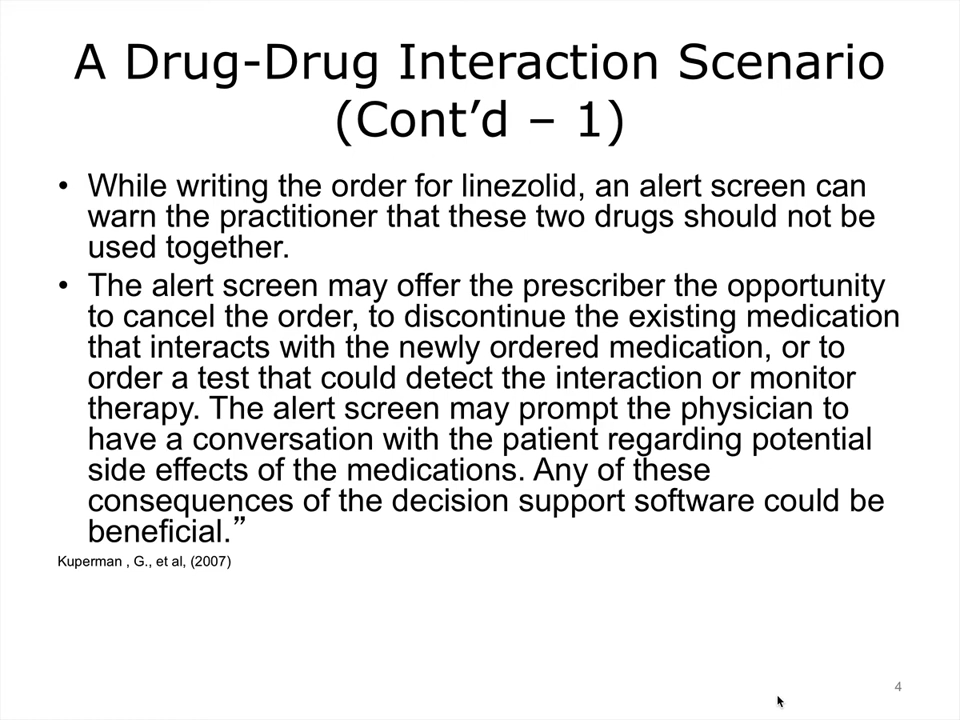 A Drug-Drug Interaction Scenario
(Cont’d – 1)
• While writing the order for linezolid, an alert screen can
warn the practitioner that these two drugs should not be
used together.
• The alert screen may offer the prescriber the opportunity
to cancel the order, to discontinue the existing medication
that interacts with the newly ordered medication, or to
order a test that could detect the interaction or monitor
therapy. The alert screen may prompt the physician to
have a conversation with the patient regarding potential
side effects of the medications. Any of these
consequences of the decision support software could be
beneficial.”
Kuperman , G., et al, (2007)
4